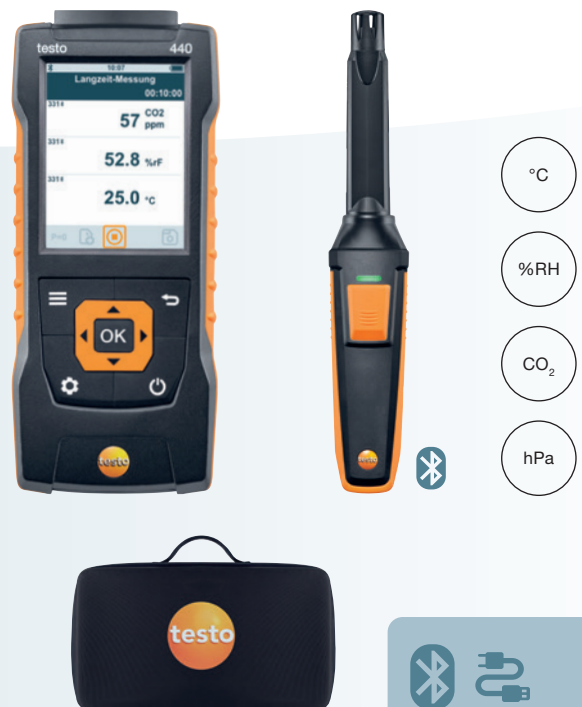 testo 440
10:07
Langzeit-Messung
00:10:00
3314
57 CO2 ppm
3314
52.8 %rF
3314
25.0 °C
OK
testo
testo
°C
%RH
CO₂
hPa
testo